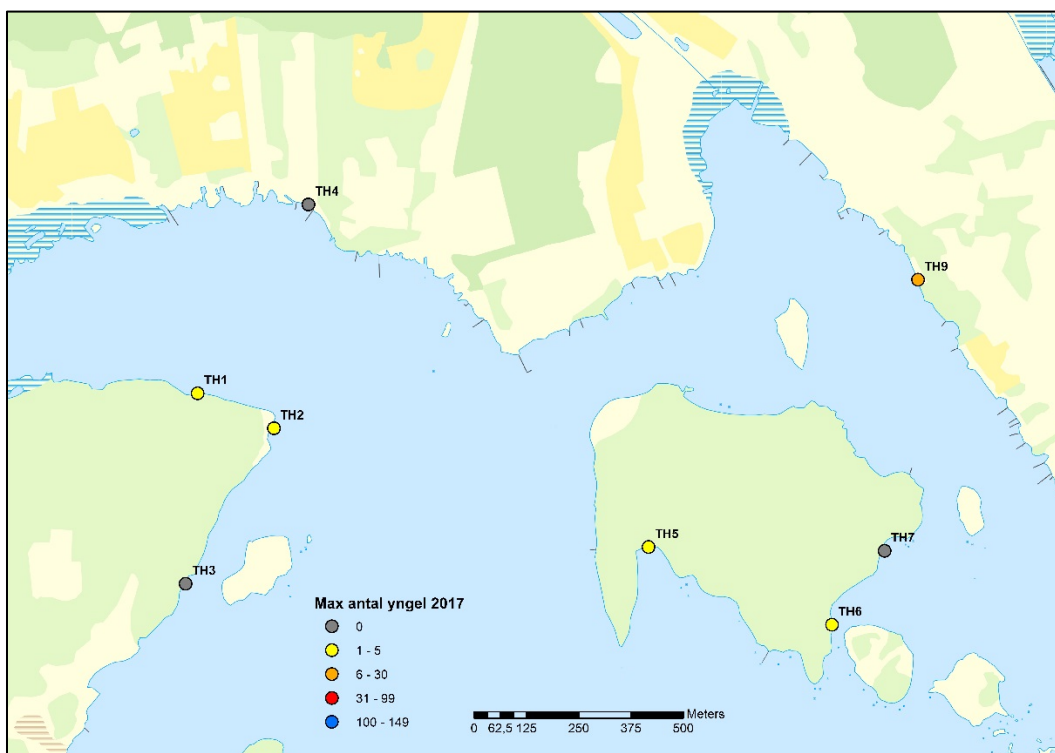 TH4
TH9
TH1
TH2
TH5
TH7
TH3
TH6
Max antal yngel 2017
0
1 - 5
6 - 30
31 - 99
100 - 149
Meters
0 62,5 125 250 375 500